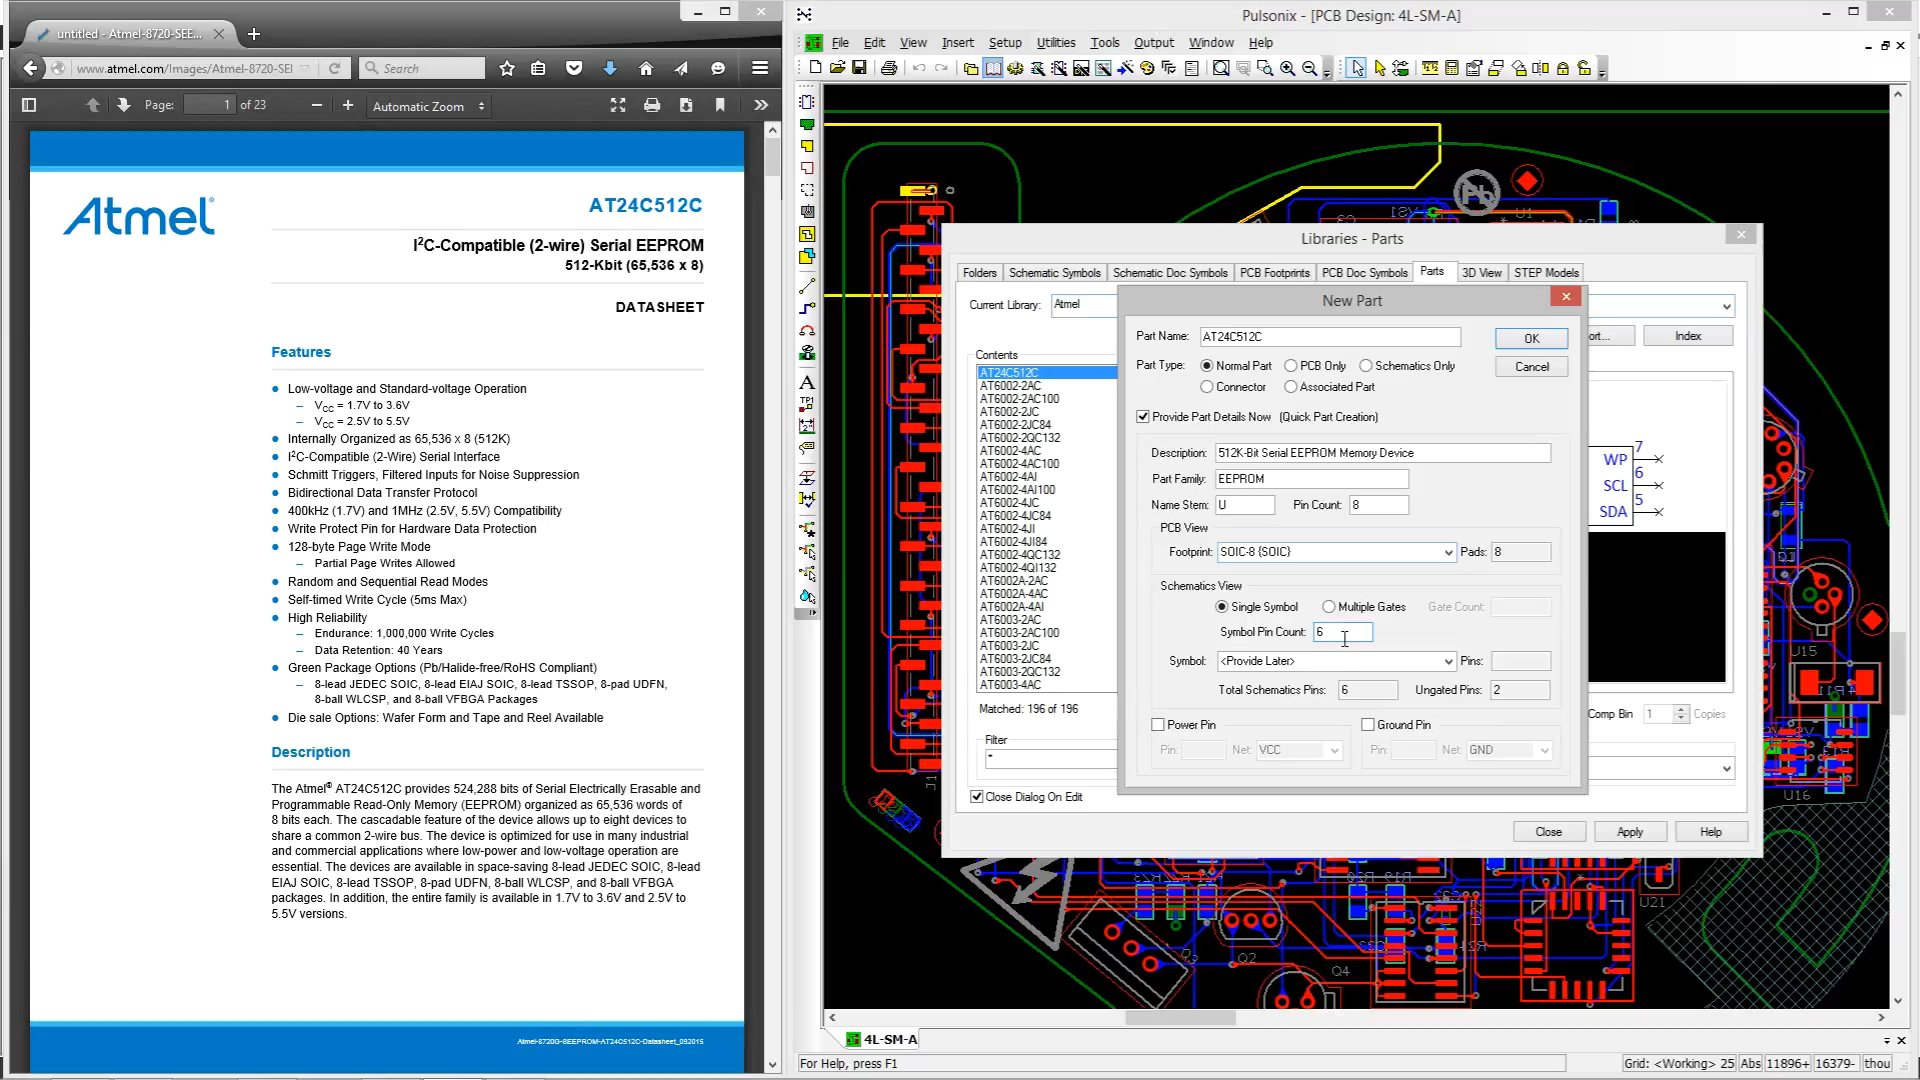 untitled - Atmel-8720-SEE...
www.atmel.com/Images/Atmel-8720-SEI
Search
Page: 1 of 23
Automatic Zoom
Atmel
AT24C512C
I²C-Compatible (2-wire) Serial EEPROM
512-Kbit (65,536 x 8)
DATASHEET
Features
Low-voltage and Standard-voltage Operation
– VCC = 1.7V to 3.6V
– VCC = 2.5V to 5.5V
Internally Organized as 65,536 x 8 (512K)
I²C-Compatible (2-Wire) Serial Interface
Schmitt Triggers, Filtered Inputs for Noise Suppression
Bidirectional Data Transfer Protocol
400kHz (1.7V) and 1MHz (2.5V, 5.5V) Compatibility
Write Protect Pin for Hardware Data Protection
128-byte Page Write Mode
– Partial Page Writes Allowed
Random and Sequential Read Modes
Self-timed Write Cycle (5ms Max)
High Reliability
– Endurance: 1,000,000 Write Cycles
– Data Retention: 40 Years
Green Package Options (Pb/Halide-free/RoHS Compliant)
– 8-lead JEDEC SOIC, 8-lead EIAJ SOIC, 8-lead TSSOP, 8-pad UDFN,
8-ball WLCSP, and 8-ball VFBGA Packages
Die sale Options: Wafer Form and Tape and Reel Available
Description
The Atmel® AT24C512C provides 524,288 bits of Serial Electrically Erasable and
Programmable Read-Only Memory (EEPROM) organized as 65,536 words of
8 bits each. The cascadable feature of the device allows up to eight devices to
share a common 2-wire bus. The device is optimized for use in many industrial
and commercial applications where low-power and low-voltage operation are
essential. The devices are available in space-saving 8-lead JEDEC SOIC, 8-lead
EIAJ SOIC, 8-lead TSSOP, 8-pad UDFN, 8-ball WLCSP, and 8-ball VFBGA
packages. In addition, the entire family is available in 1.7V to 3.6V and 2.5V to
5.5V versions.
Atmel-8720G-SEEPROM-AT24C512C-Datasheet_092015
Pulsonix - [PCB Design: 4L-SM-A]
File Edit View Insert Setup Utilities Tools Output Window Help
Libraries - Parts
Folders Schematic Symbols Schematic Doc Symbols PCB Footprints PCB Doc Symbols Parts 3D View STEP Models
Current Library: Atmel
ort... Index
Contents
AT24C512C
AT6002-2AC
AT6002-2AC100
AT6002-2JC
AT6002-2JC84
AT6002-2QC132
AT6002-4AC
AT6002-4AC100
AT6002-4AI
AT6002-4AI100
AT6002-4JC
AT6002-4JC84
AT6002-4JI
AT6002-4JI84
AT6002-4QC132
AT6002-4QI132
AT6002A-2AC
AT6002A-4AC
AT6002A-4AI
AT6003-2AC
AT6003-2AC100
AT6003-2JC
AT6003-2JC84
AT6003-2QC132
AT6003-4AC
Matched: 196 of 196
Filter
*
Close Dialog On Edit
WP 7
SCL 6
SDA 5
Comp Bin 1 Copies
Close Apply Help
New Part
Part Name: AT24C512C OK
Part Type: Normal Part PCB Only Schematics Only Cancel
Connector Associated Part
Provide Part Details Now (Quick Part Creation)
Description: 512K-Bit Serial EEPROM Memory Device
Part Family: EEPROM
Name Stem: U Pin Count: 8
PCB View
Footprint: SOIC-8 {SOIC} Pads: 8
Schematics View
Single Symbol Multiple Gates Gate Count:
Symbol Pin Count: 6
Symbol: <Provide Later> Pins:
Total Schematics Pins: 6 Ungated Pins: 2
Power Pin Ground Pin
Pin: Net: VCC Pin: Net: GND
U15
U16
U21
Q2
Q4
4L-SM-A
For Help, press F1
Grid: <Working> 25 Abs 11896+ 16379- thou